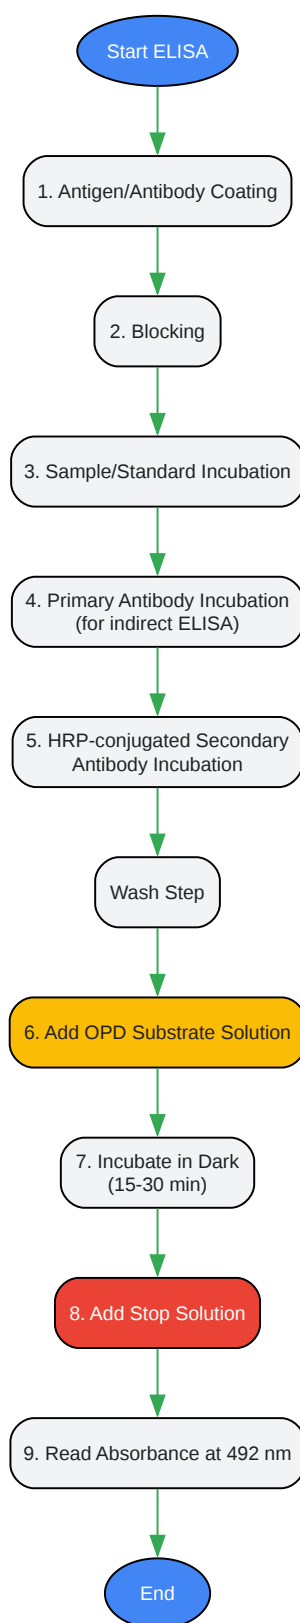 Start ELISA
1. Antigen/Antibody Coating
2. Blocking
3. Sample/Standard Incubation
4. Primary Antibody Incubation
(for indirect ELISA)
5. HRP-conjugated Secondary
Antibody Incubation
Wash Step
6. Add OPD Substrate Solution
7. Incubate in Dark
(15-30 min)
8. Add Stop Solution
9. Read Absorbance at 492 nm
End